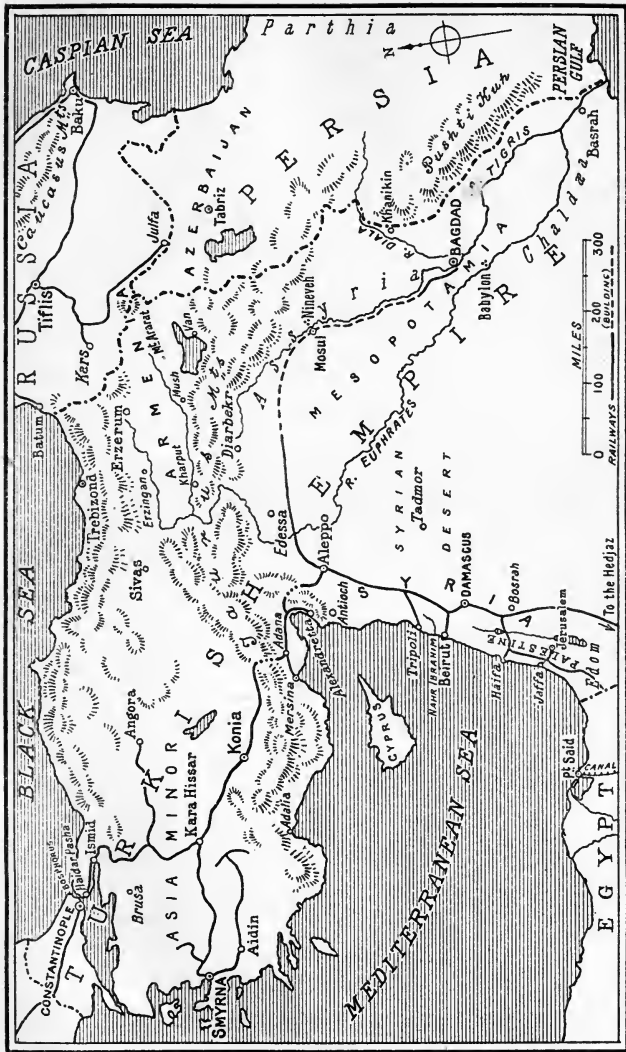 BLACK SEA
CASPIAN SEA
RUSSIA
Caucasus Mts
Baku
Tiflis
Batum
Kars
Julfa
Parthia
N
PERSIA
AZERBAIJAN
Tabriz
Pushti Kuh
PERSIAN
GULF
Basrah
TIGRIS
Chaldæa
Khanikin
R. DIALA
BAGDAD
Babylon
MESOPOTAMIA
R. EUPHRATES
Assyria
Nineveh
Mosul
ARMENIA
Mt Ararat
Van
Mush
Kharput
Diarbekr
Erzerum
Erzingan
Trebizond
Sivas
Taurus Mts
TURKISH EMPIRE
CONSTANTINOPLE
BOSPHORUS
Haidar Pasha
Ismid
Brusa
Angora
ASIA MINOR
Kara Hissar
Konia
SMYRNA
Aidin
Adalia
Mersina
Adana
Alexandretta
Antioch
Aleppo
Edessa
SYRIAN
DESERT
Tadmor
SYRIA
Tripoli
NAHR IBRAHIM
Beirut
DAMASCUS
Bosrah
Haifa
PALESTINE
Jaffa
Jerusalem
Edom
To the Hedjaz
CYPRUS
MEDITERRANEAN SEA
Pt Said
CANAL
EGYPT
MILES
0 100 200 300
RAILWAYS (BUILDING)